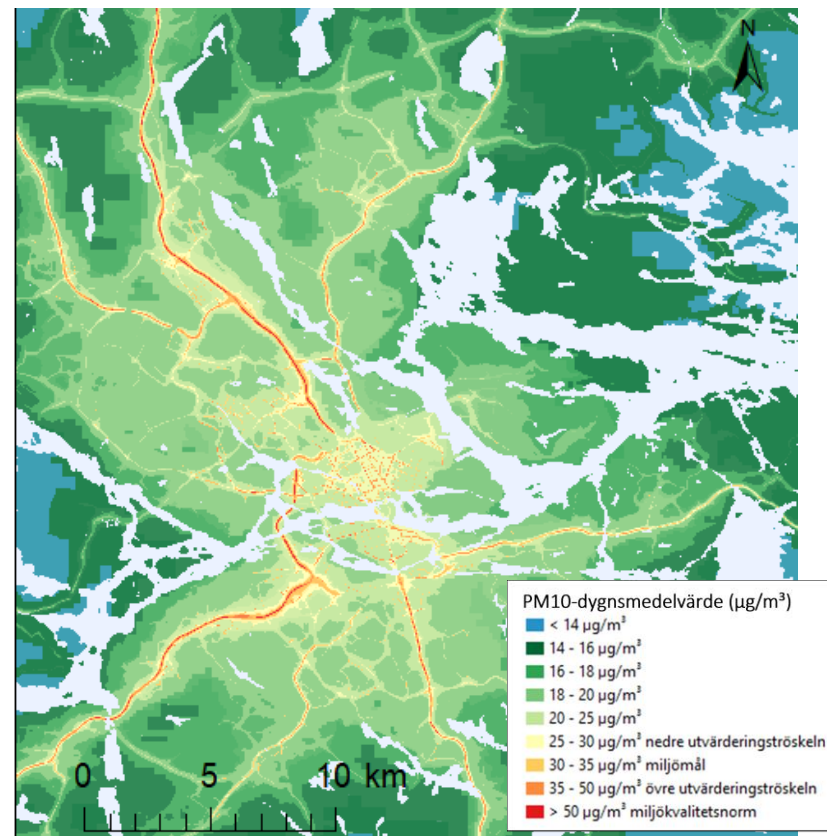 N
PM10-dygnsmedelvärde (µg/m³)
< 14 µg/m³
14 - 16 µg/m³
16 - 18 µg/m³
18 - 20 µg/m³
20 - 25 µg/m³
25 - 30 µg/m³ nedre utvärderingströskeln
30 - 35 µg/m³ miljömål
35 - 50 µg/m³ övre utvärderingströskeln
> 50 µg/m³ miljökvalitetsnorm
0 5 10 km